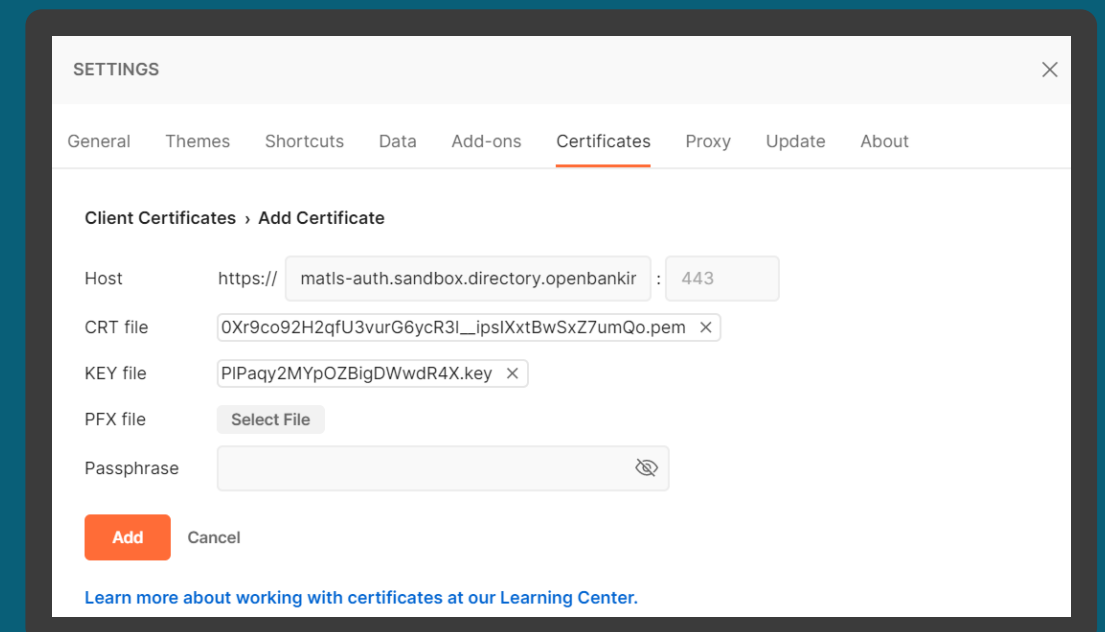 SETTINGS
General Themes Shortcuts Data Add-ons Certificates Proxy Update About
Client Certificates › Add Certificate
Host https:// matls-auth.sandbox.directory.openbankir : 443
CRT file 0Xr9co92H2qfU3vurG6ycR3l__ipsIXxtBwSxZ7umQo.pem ×
KEY file PlPaqy2MYpOZBigDWwdR4X.key ×
PFX file Select File
Passphrase
Add Cancel
Learn more about working with certificates at our Learning Center.